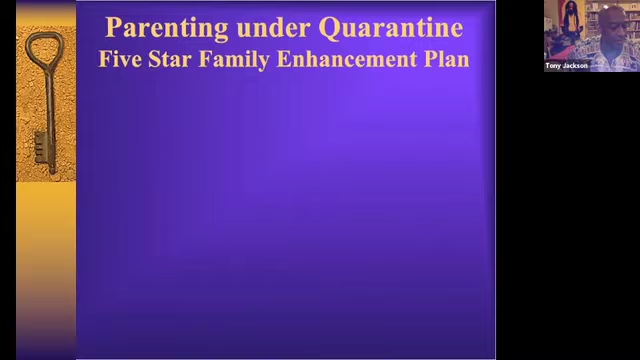 Parenting under Quarantine
Five Star Family Enhancement Plan
Tony Jackson